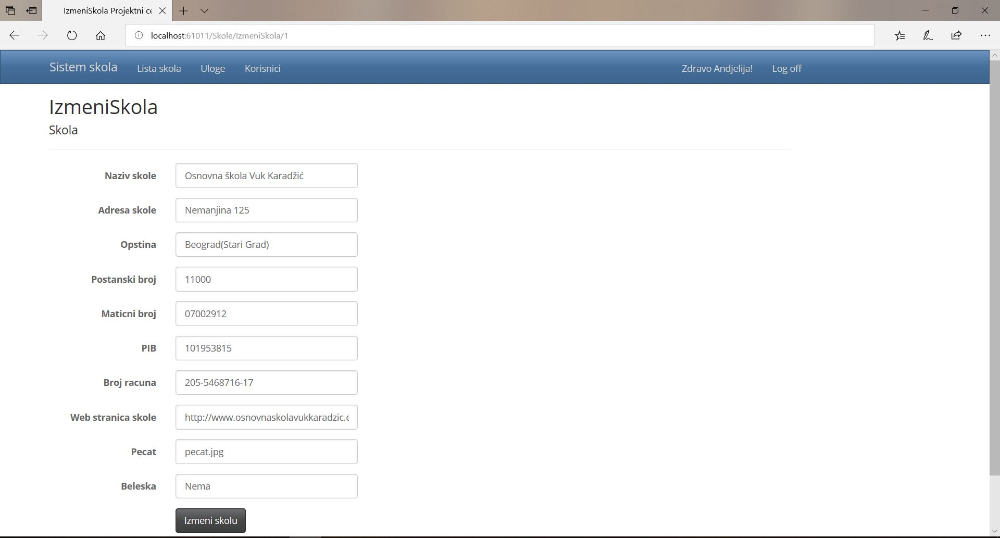 IzmeniSkola Projektni ce
localhost:61011/Skole/IzmeniSkola/1
Sistem skola Lista skola Uloge Korisnici Zdravo Andjelija! Log off
IzmeniSkola
Skola
Naziv skole Osnovna škola Vuk Karadžić
Adresa skole Nemanjina 125
Opstina Beograd(Stari Grad)
Postanski broj 11000
Maticni broj 07002912
PIB 101953815
Broj racuna 205-5468716-17
Web stranica skole http://www.osnovnaskolavukkaradzic.e
Pecat pecat.jpg
Beleska Nema
Izmeni skolu